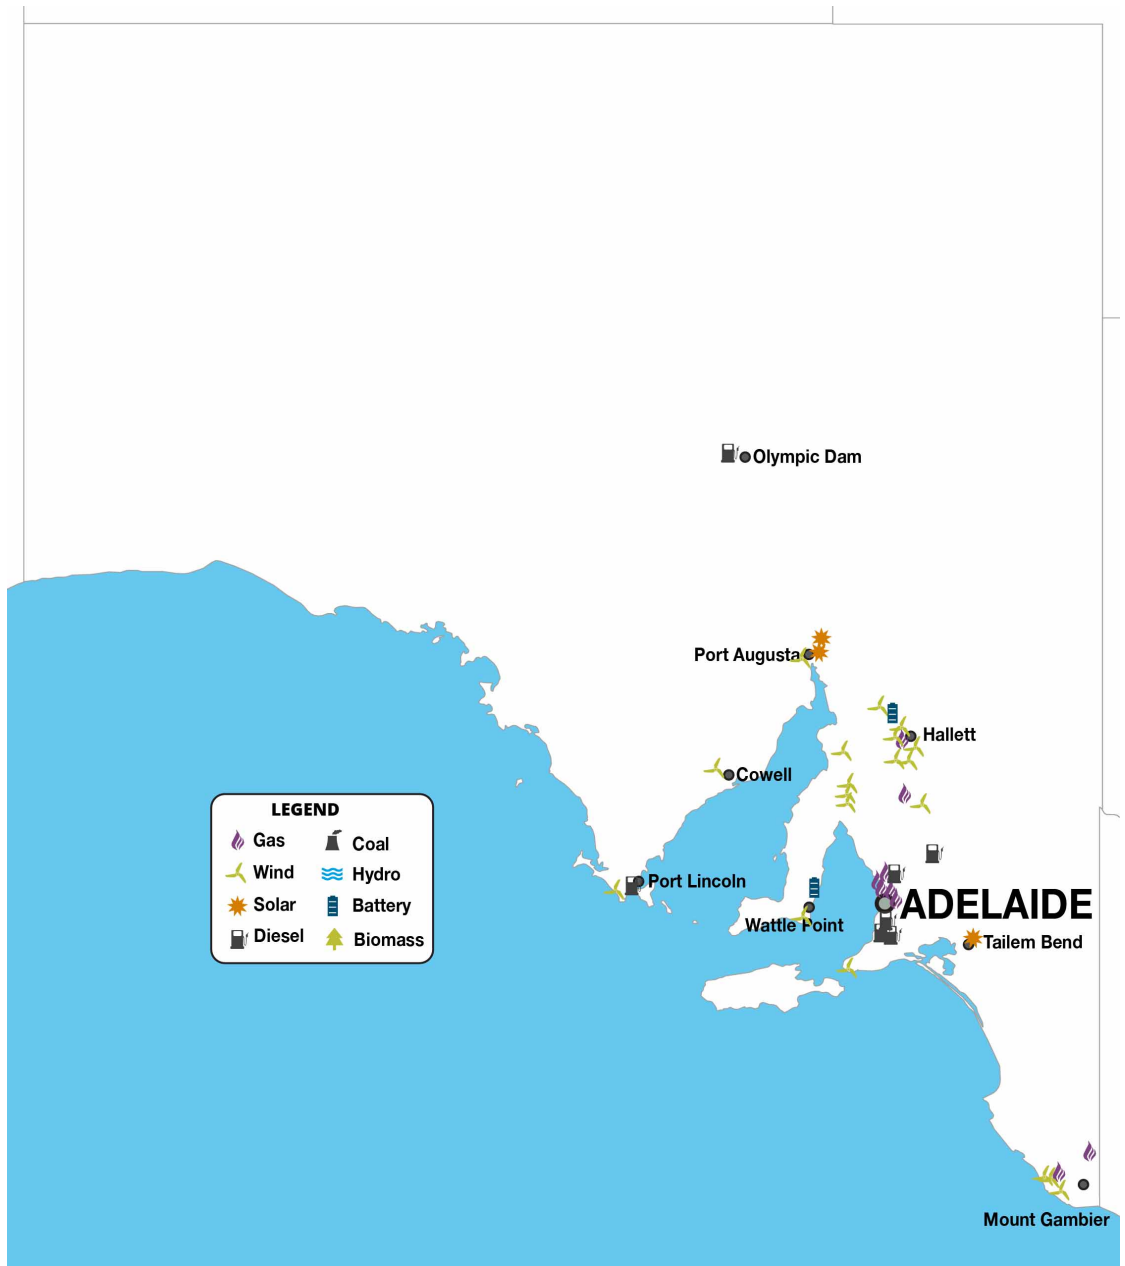 Olympic Dam
Port Augusta
Hallett
Cowell
LEGEND
Gas
Coal
Wind
Hydro
Solar
Battery
Diesel
Biomass
Port Lincoln
ADELAIDE
Wattle Point
Tailem Bend
Mount Gambier